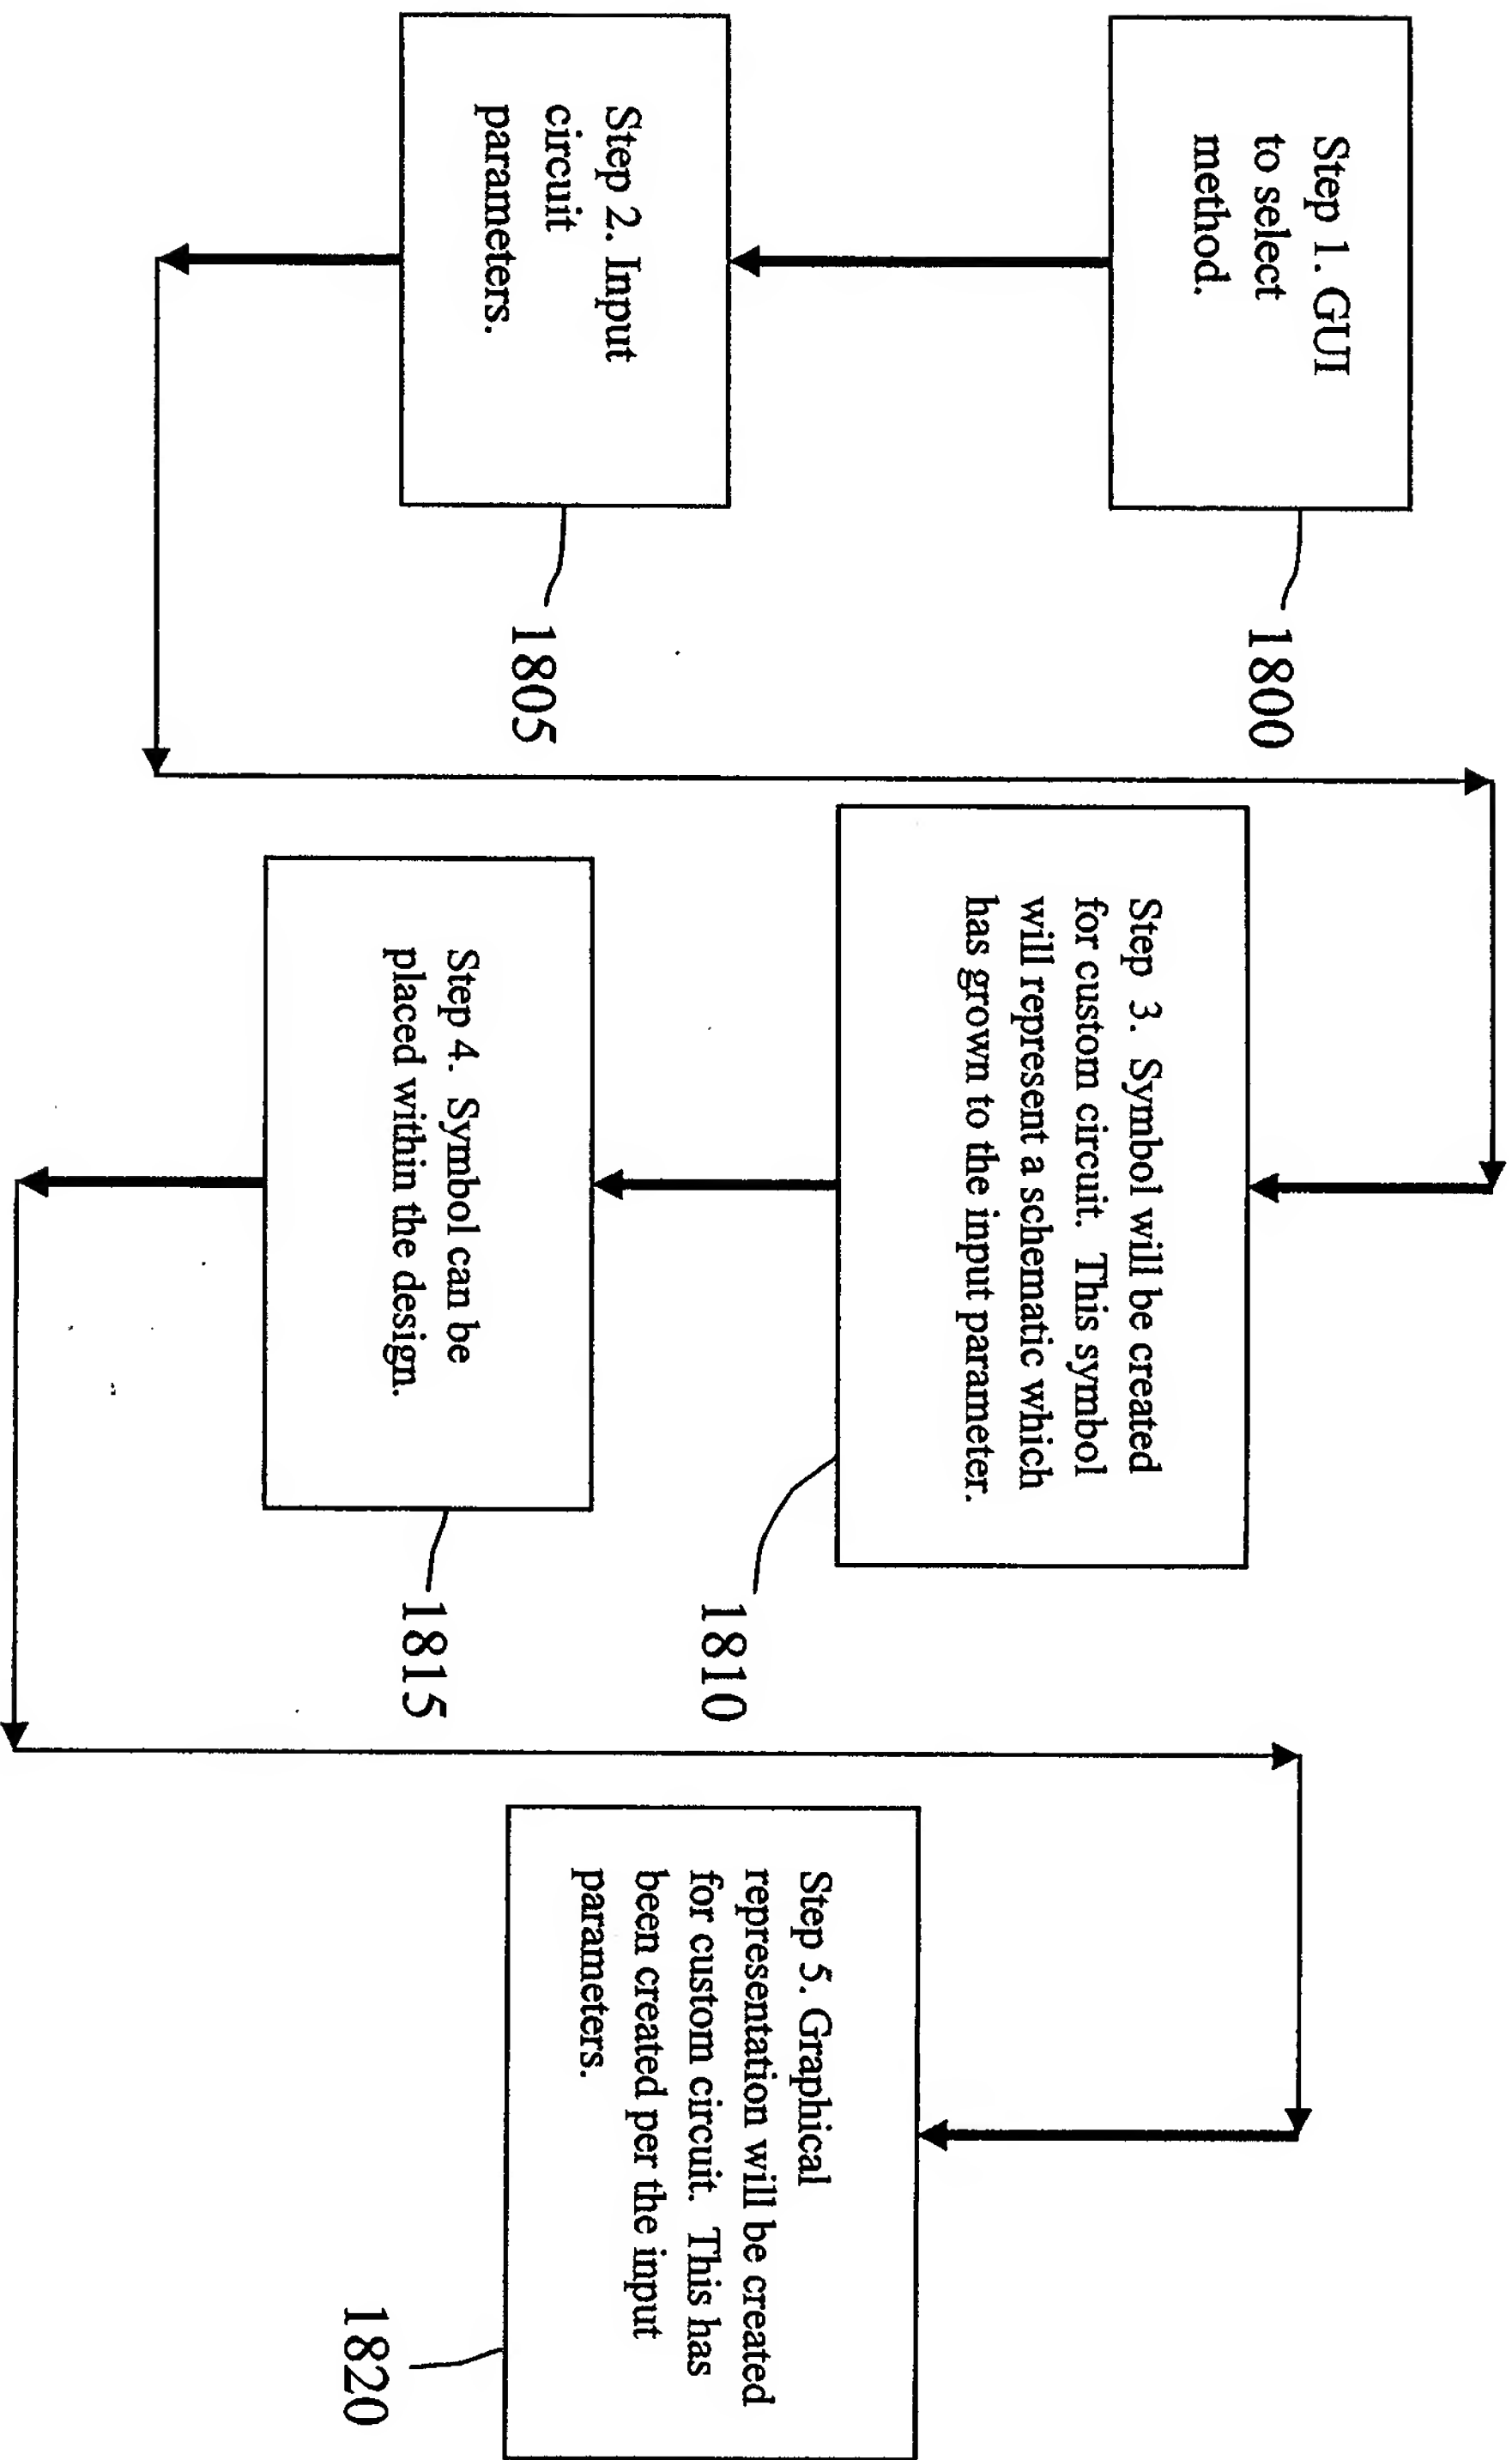 Step 1. GUI
to select
method.
1800
Step 2. Input
circuit
parameters.
1805
Step 3.  Symbol will be created
for custom circuit.  This symbol
will represent a schematic which
has grown to the input parameter.
1810
Step 4.  Symbol can be
placed within the design.
1815
Step 5. Graphical
representation will be created
for custom circuit.  This has
been created per the input
parameters.
1820